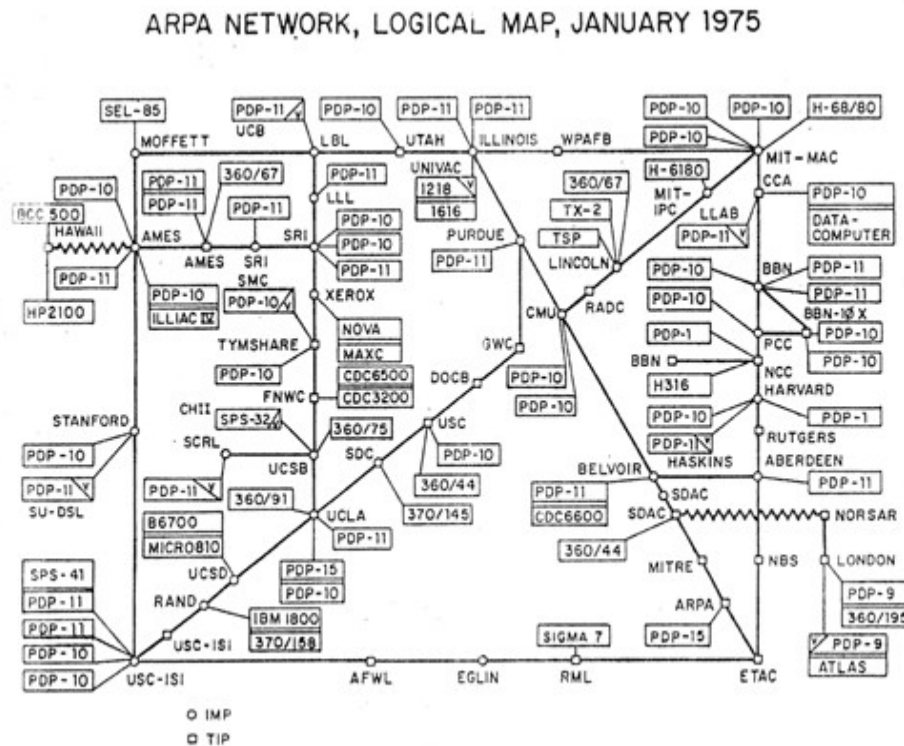 ARPA NETWORK, LOGICAL MAP, JANUARY 1975
SEL-85
PDP-11
PDP-10
PDP-11
PDP-11
PDP-10
PDP-10
H-68/80
UCB
PDP-10
MOFFETT
LBL
UTAH
ILLINOIS
WPAFB
MIT-MAC
PDP-10
PDP-11
PDP-11
360/67
PDP-11
PDP-11
LLL
UNIVAC
1218
1616
360/67
TX-2
TSP
H-6180
MIT-
IPC
CCA
LLAB
PDP-11
PDP-10
DATA-
COMPUTER
BCC 500
HAWAII
AMES
AMES
SRI
SRI
PDP-10
PDP-10
PDP-11
PURDUE
PDP-11
LINCOLN
RADC
PDP-11
HP2100
PDP-10
ILLIAC IV
SMC
PDP-10
XEROX
NOVA
MAXC
CMU
PDP-10
PDP-10
PDP-10
PDP-10
BBN
PDP-11
PDP-11
BBN-10X
PCC
PDP-10
PDP-10
TYMSHARE
PDP-10
GWC
DOCB
PDP-1
BBN
NCC
H316
FNWC
CDC6500
CDC3200
CHII
SPS-32
360/75
HARVARD
PDP-10
PDP-1
PDP-11
STANFORD
PDP-10
PDP-11
SU-DSL
SCRL
PDP-11
UCSB
USC
PDP-10
360/44
SDC
370/145
RUTGERS
HASKINS
ABERDEEN
PDP-11
BELVOIR
PDP-11
CDC6600
SDAC
SDAC
360/44
NORSAR
360/91
UCLA
PDP-11
B6700
MICRO810
UCSD
PDP-15
PDP-10
MITRE
NBS
LONDON
PDP-9
360/195
SPS-41
PDP-11
PDP-11
PDP-10
PDP-10
RAND
IBM 1800
370/158
USC-ISI
USC-ISI
ARPA
PDP-15
PDP-9
ATLAS
SIGMA 7
AFWL
EGLIN
RML
ETAC
IMP
TIP